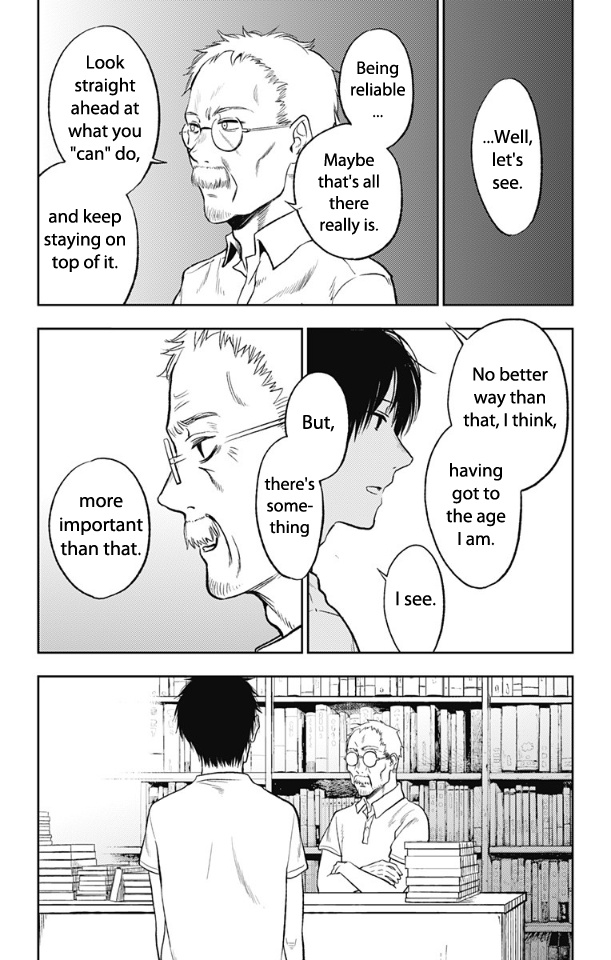 ...Well,
let's
see.
Being
reliable
...
Maybe
that's all
there
really is.
Look
straight
ahead at
what you
"can" do,
and keep
staying on
top of it.
No better
way than
that, I think,
having
got to
the age
I am.
I see.
But,
there's
some-
thing
more
important
than that.